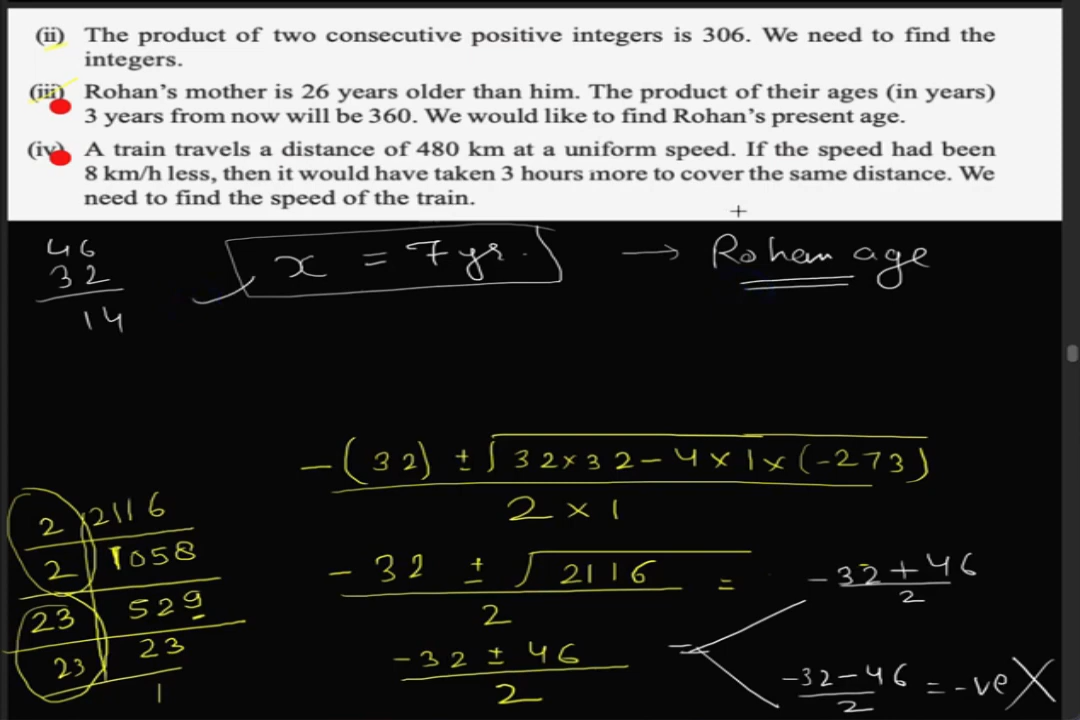 (ii) The product of two consecutive positive integers is 306. We need to find the
integers.
(iii) Rohan's mother is 26 years older than him. The product of their ages (in years)
3 years from now will be 360. We would like to find Rohan's present age.
(iv) A train travels a distance of 480 km at a uniform speed. If the speed had been
8 km/h less, then it would have taken 3 hours more to cover the same distance. We
need to find the speed of the train.
46
32
14
x = 7 yr. → Rohan age
-(32) ± √32×32-4×1×(-273)
2 × 1
2 2116
2 1058
23 529
23 23
1
-32 ± √2116 =
2
-32 ± 46 =
2
-32+46
2
-32-46 = -ve X
2